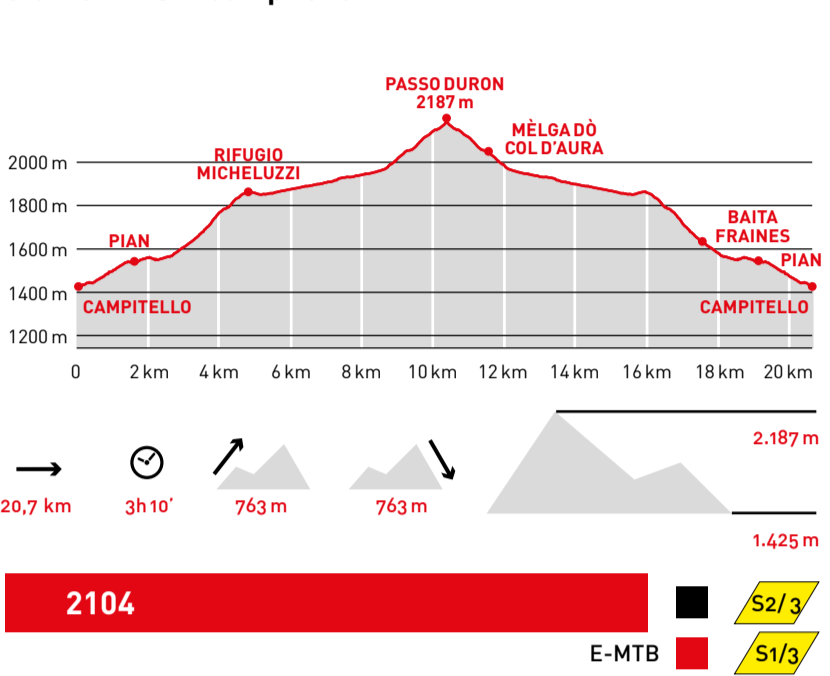 PASSO DURON
2187 m
MÈLGA DÒ
COL D'AURA
RIFUGIO
MICHELUZZI
2000 m
1800 m
BAITA
FRAINES
PIAN
PIAN
1600 m
1400 m
CAMPITELLO
CAMPITELLO
1200 m
0 2 km 4 km 6 km 8 km 10 km 12 km 14 km 16 km 18 km 20 km
2.187 m
20,7 km 3h 10' 763 m 763 m
1.425 m
2104
S2/3
E-MTB
S1/3